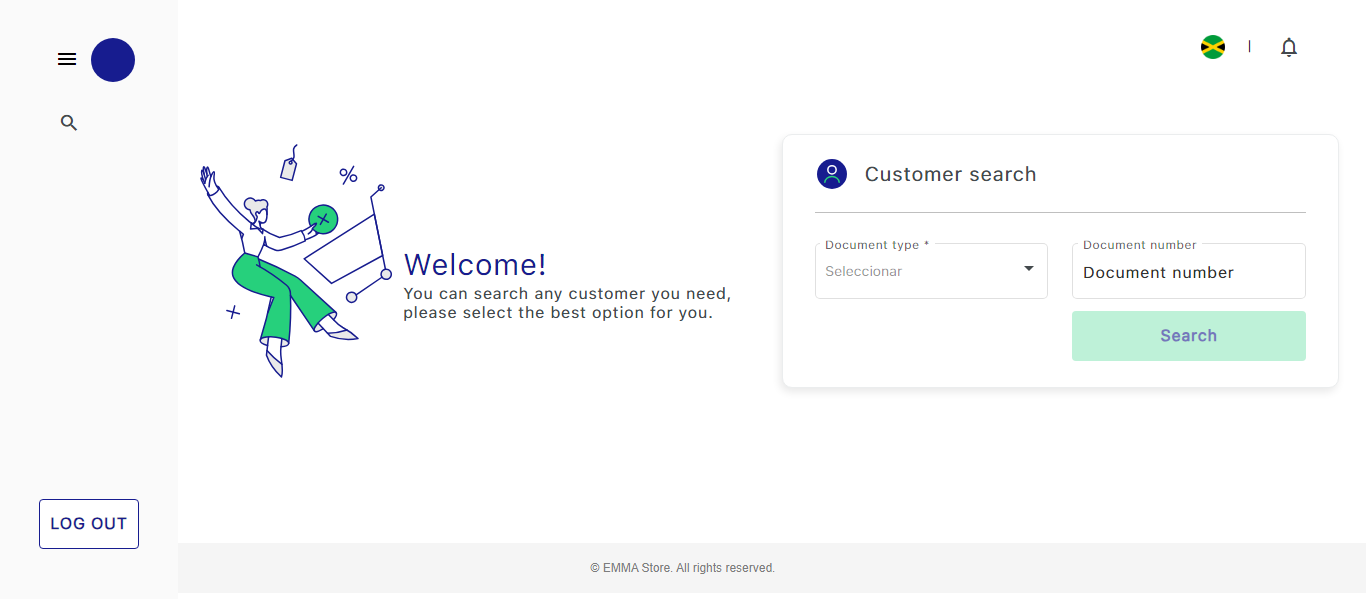 Customer search
Welcome!
You can search any customer you need,
please select the best option for you.
Document type *
Seleccionar
Document number
Document number
Search
LOG OUT
© EMMA Store. All rights reserved.